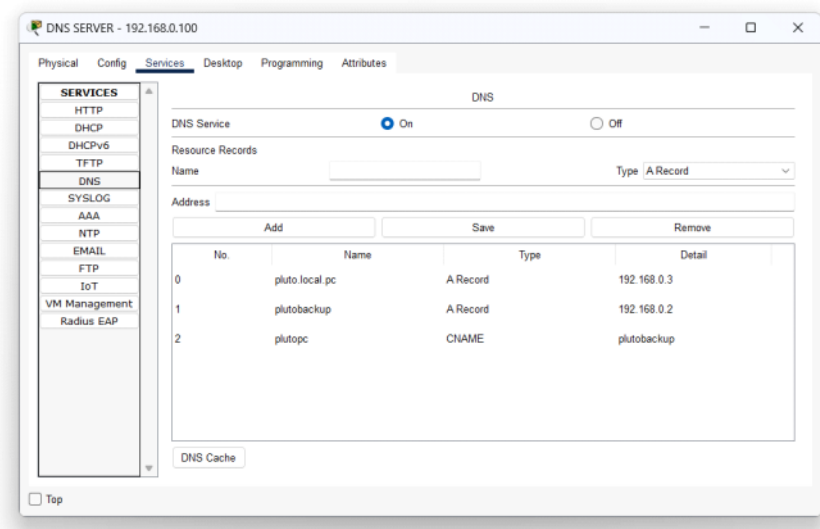 DNS SERVER - 192.168.0.100
Physical Config Services Desktop Programming Attributes
SERVICES
HTTP
DHCP
DHCPv6
TFTP
DNS
SYSLOG
AAA
NTP
EMAIL
FTP
IoT
VM Management
Radius EAP
DNS
DNS Service On Off
Resource Records
Name Type A Record
Address
Add Save Remove
No. Name Type Detail
0 pluto.local.pc A Record 192.168.0.3
1 plutobackup A Record 192.168.0.2
2 plutopc CNAME plutobackup
DNS Cache
Top